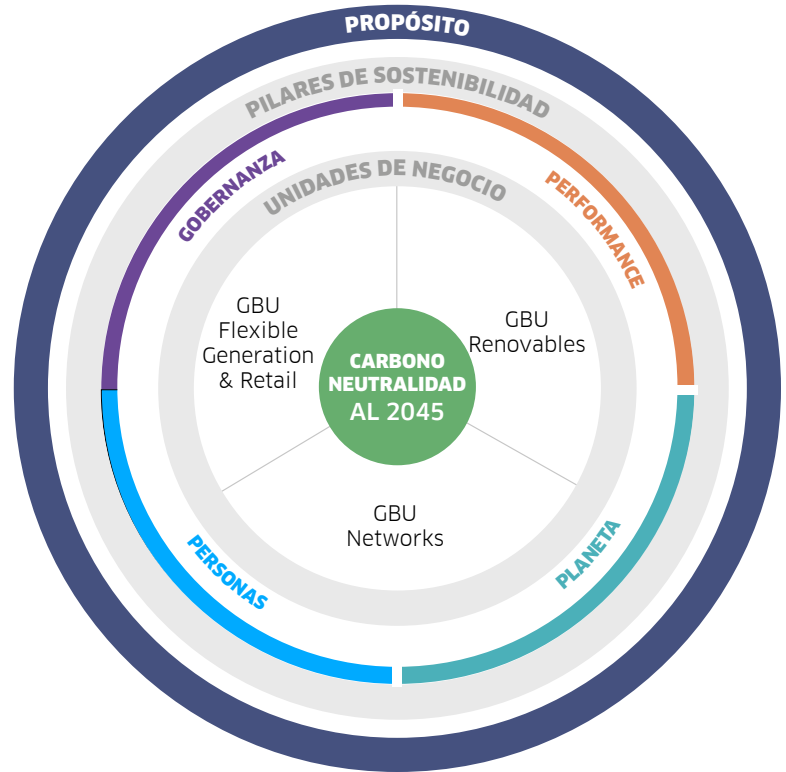 PROPÓSITO
PILARES DE SOSTENIBILIDAD
GOBERNANZA
PERFORMANCE
UNIDADES DE NEGOCIO
GBU
Flexible
Generation
& Retail
GBU
Renovables
CARBONO
NEUTRALIDAD
AL 2045
GBU
Networks
PERSONAS
PLANETA